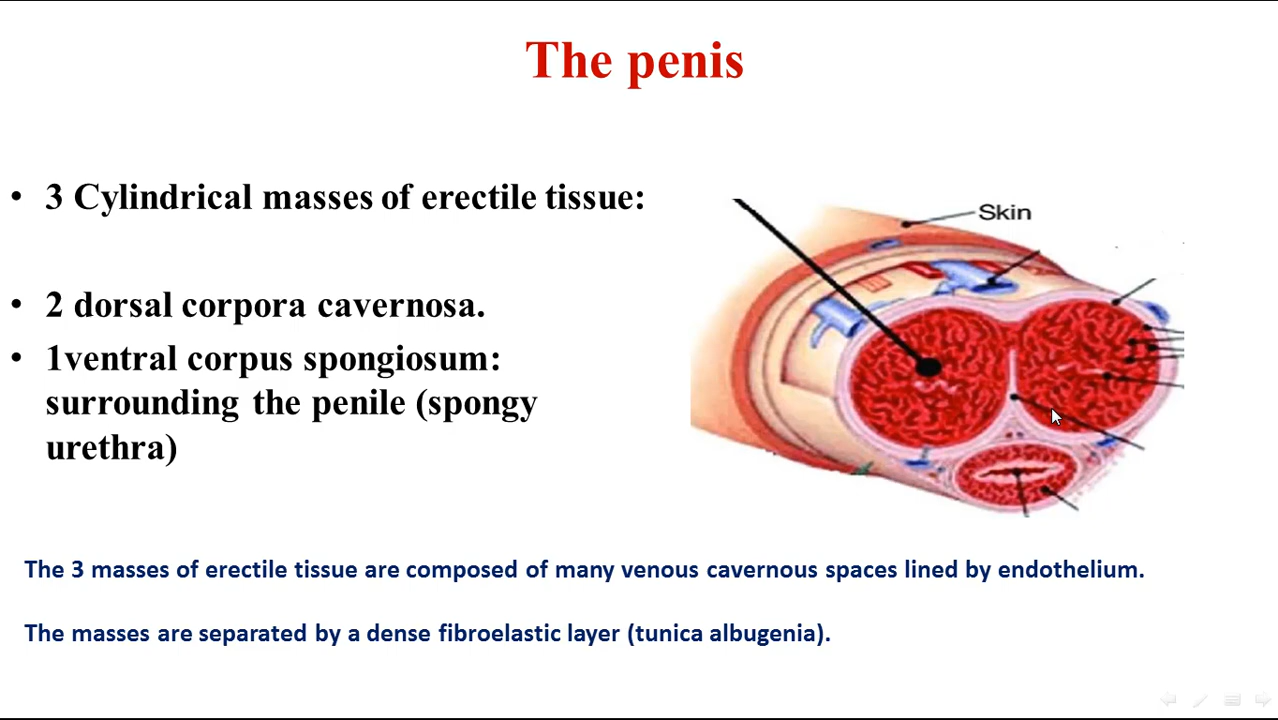 The penis
• 3 Cylindrical masses of erectile tissue:
• 2 dorsal corpora cavernosa.
• 1ventral corpus spongiosum:
surrounding the penile (spongy
urethra)
Skin
The 3 masses of erectile tissue are composed of many venous cavernous spaces lined by endothelium.
The masses are separated by a dense fibroelastic layer (tunica albugenia).